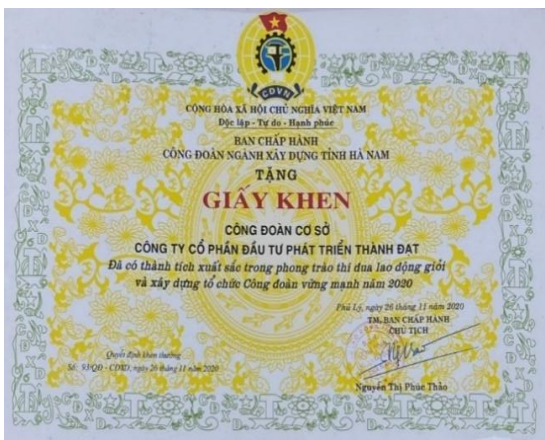 CĐVN
CỘNG HÒA XÃ HỘI CHỦ NGHĨA VIỆT NAM
Độc lập - Tự do - Hạnh phúc
BAN CHẤP HÀNH
CÔNG ĐOÀN NGÀNH XÂY DỰNG TỈNH HÀ NAM
TẶNG
GIẤY KHEN
CÔNG ĐOÀN CƠ SỞ
CÔNG TY CỔ PHẦN ĐẦU TƯ PHÁT TRIỂN THÀNH ĐẠT
Đã có thành tích xuất sắc trong phong trào thi đua lao động giỏi
và xây dựng tổ chức Công đoàn vững mạnh năm 2020
Phủ Lý, ngày 26 tháng 11 năm 2020
TM. BAN CHẤP HÀNH
CHỦ TỊCH
Quyết định khen thưởng
Số: 93/QĐ - CĐXD, ngày 26 tháng 11 năm 2020
Nguyễn Thị Phúc Thảo